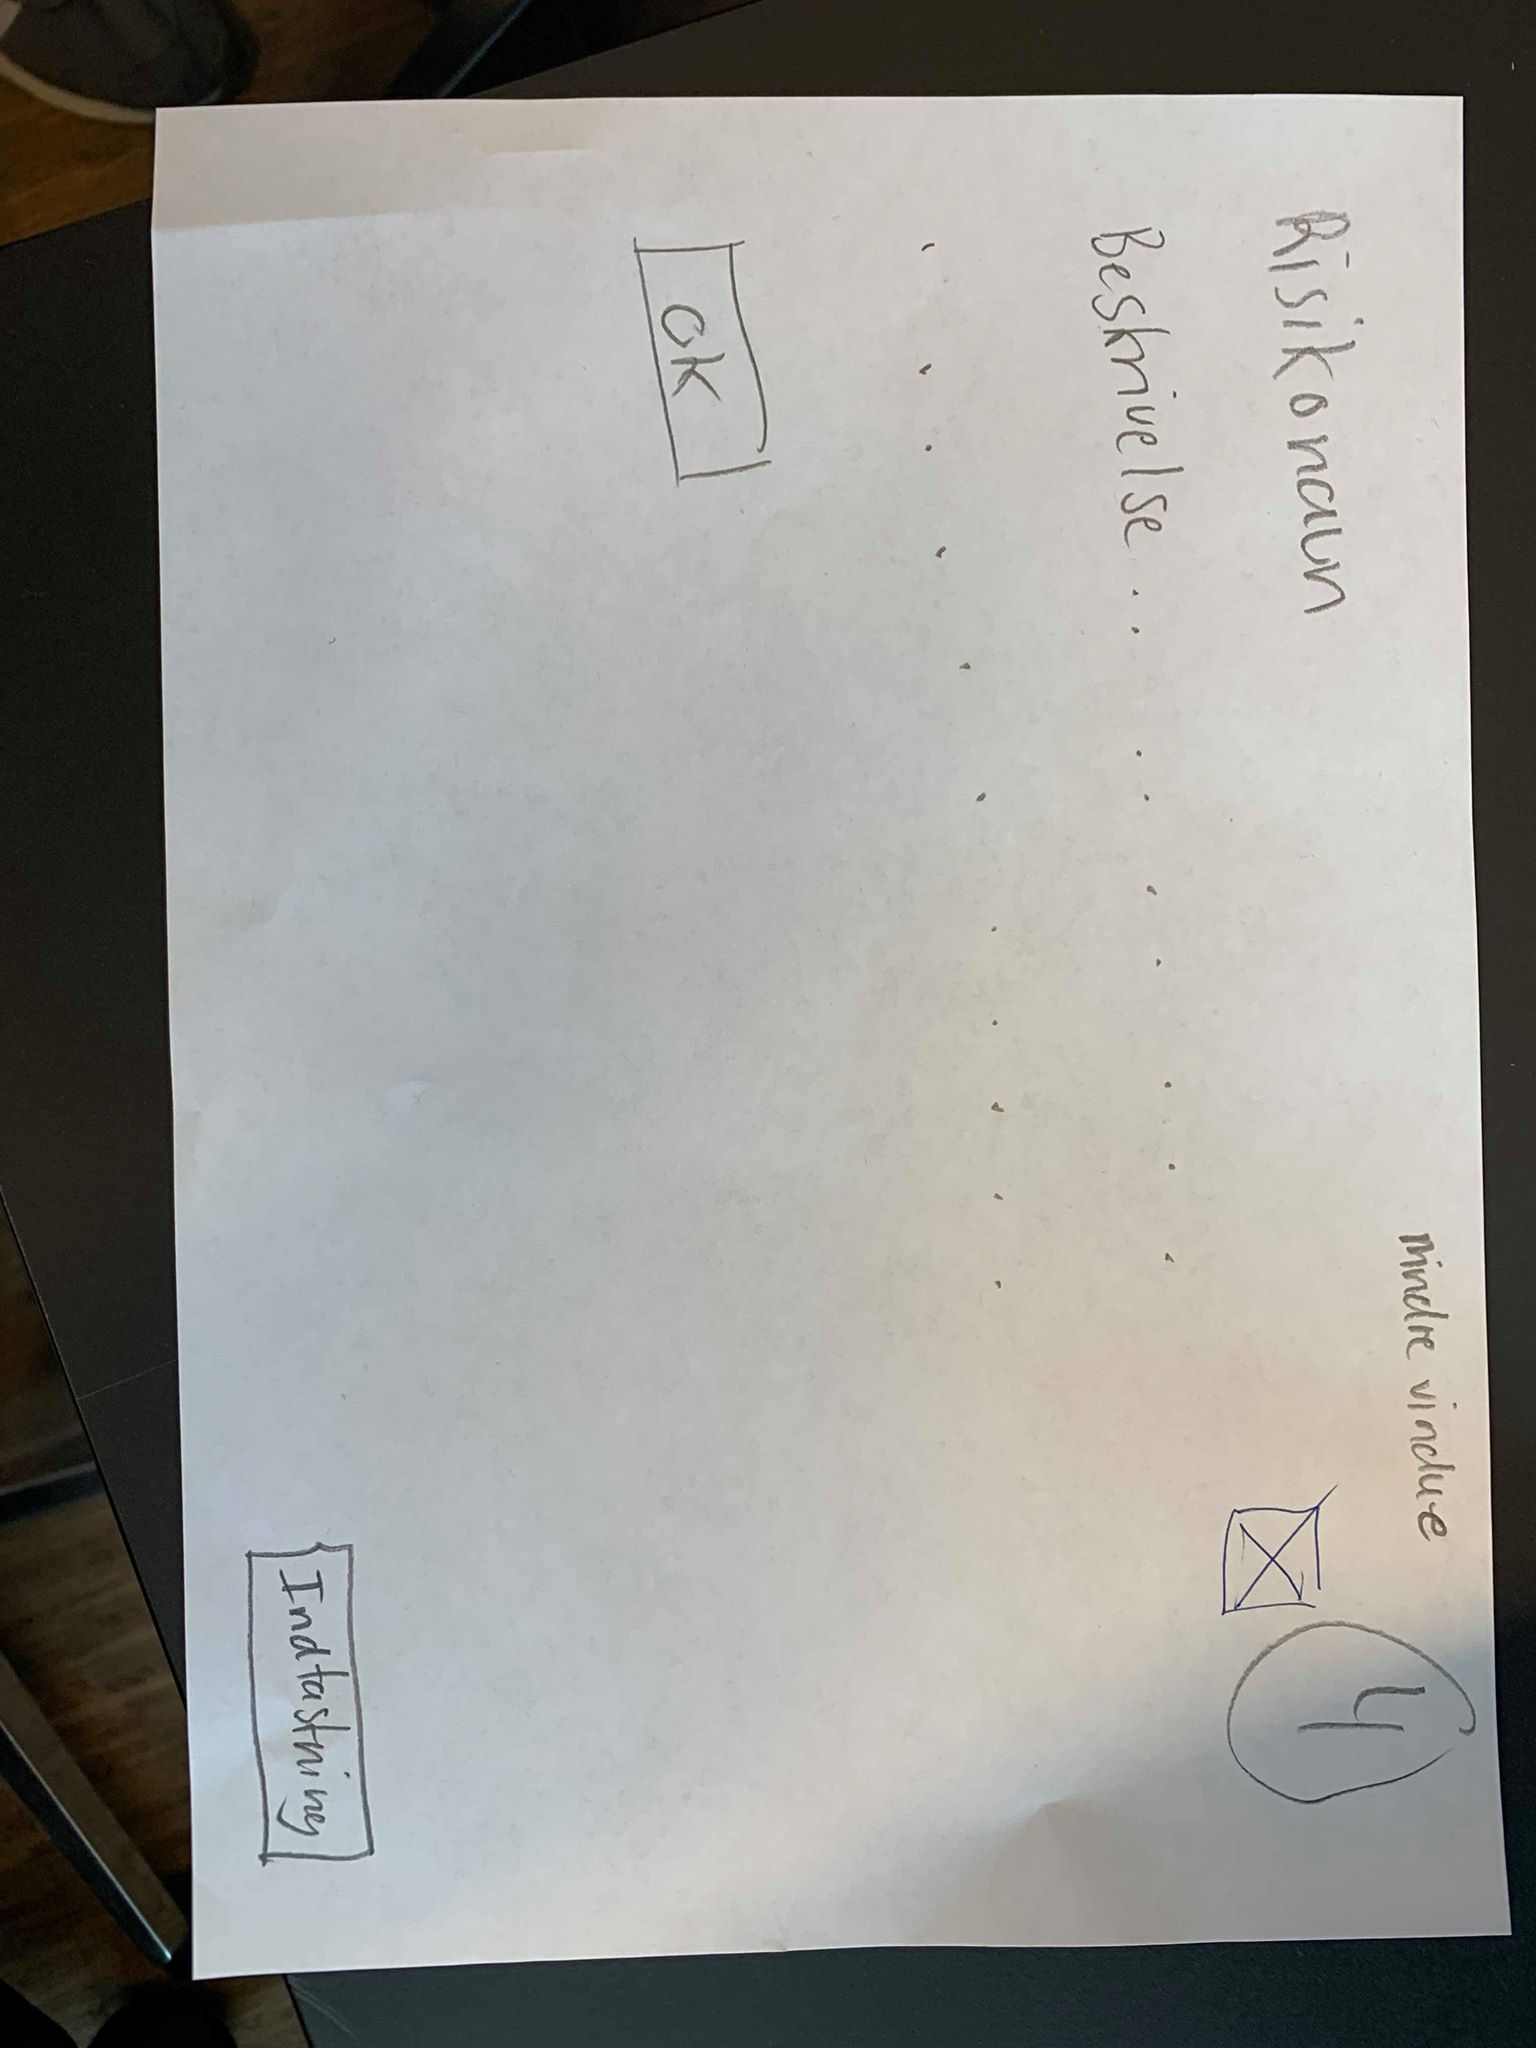 mindre vindue
4
Risikonavn
Beskrivelse . . . . . . . . . .
. . . . . . . . . . . .
ok
Indtastning